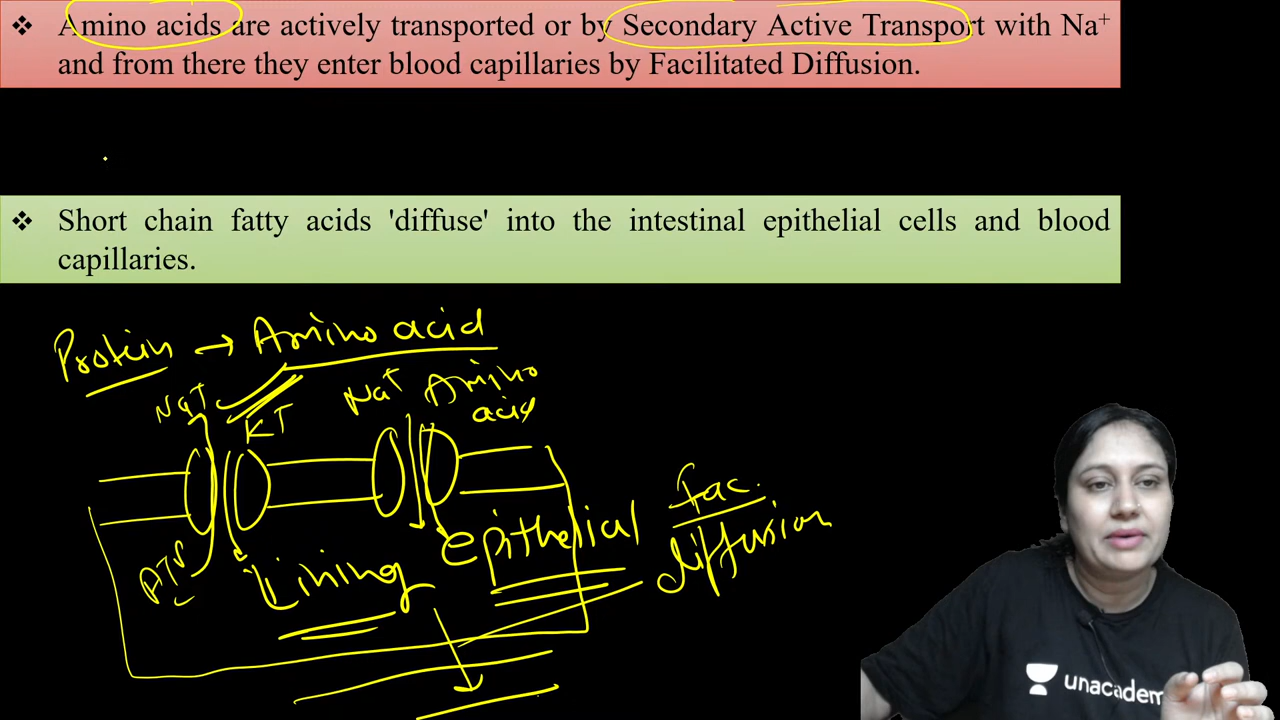 ❖ Amino acids are actively transported or by Secondary Active Transport with Na⁺
and from there they enter blood capillaries by Facilitated Diffusion.
❖ Short chain fatty acids 'diffuse' into the intestinal epithelial cells and blood
capillaries.
Protein → Amino acid
Na⁺ K⁺ Na⁺ Amino
acid
ATP
Lining epithelial
fac.
diffusion
unacadem